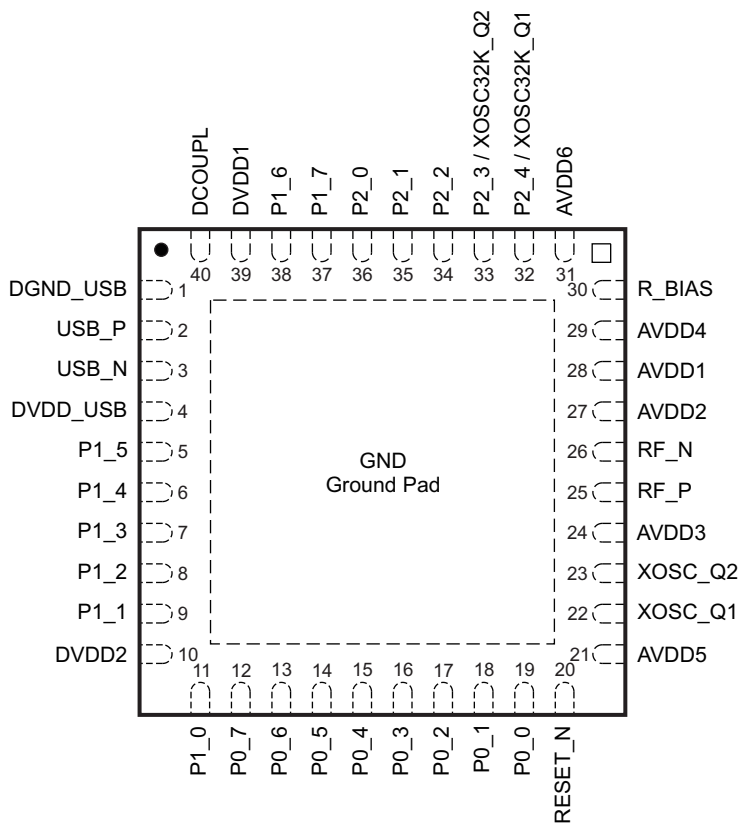 DCOUPL
DVDD1
P1_6
P1_7
P2_0
P2_1
P2_2
P2_3 / XOSC32K_Q2
P2_4 / XOSC32K_Q1
AVDD6
40
39
38
37
36
35
34
33
32
31
DGND_USB 1
30 R_BIAS
USB_P 2
29 AVDD4
USB_N 3
28 AVDD1
DVDD_USB 4
27 AVDD2
P1_5 5
26 RF_N
GND
Ground Pad
P1_4 6
25 RF_P
P1_3 7
24 AVDD3
P1_2 8
23 XOSC_Q2
P1_1 9
22 XOSC_Q1
DVDD2 10
21 AVDD5
11
12
13
14
15
16
17
18
19
20
P1_0
P0_7
P0_6
P0_5
P0_4
P0_3
P0_2
P0_1
P0_0
RESET_N